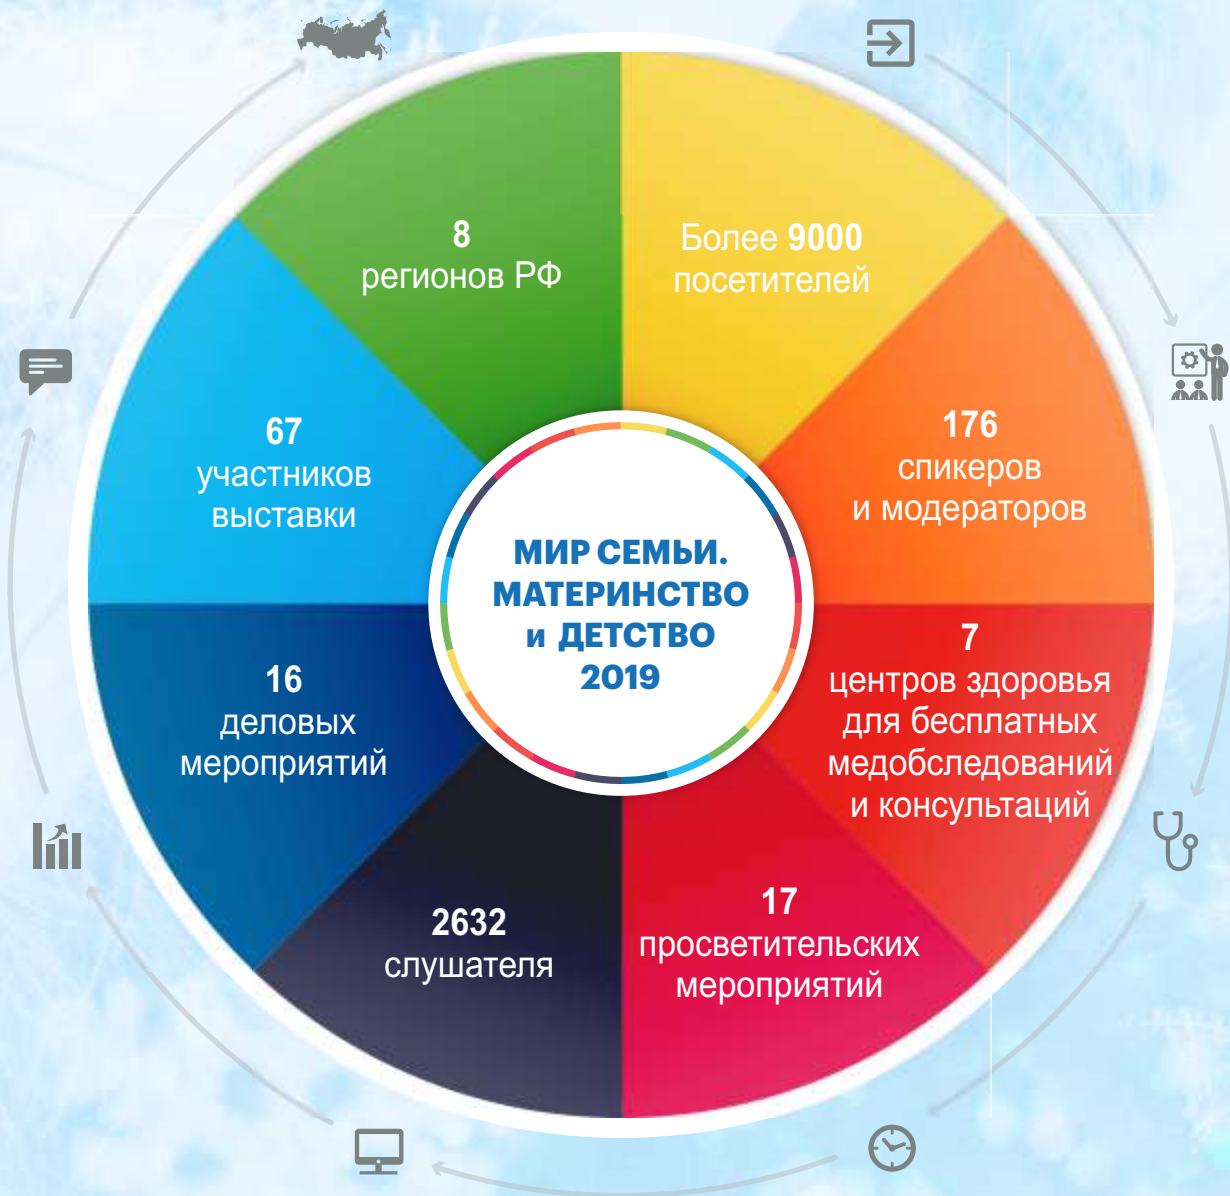 8
регионов РФ
Более 9000
посетителей
176
спикеров
и модераторов
7
центров здоровья
для бесплатных
медобследований
и консультаций
17
просветительских
мероприятий
2632
слушателя
16
деловых
мероприятий
67
участников
выставки
МИР СЕМЬИ.
МАТЕРИНСТВО
и ДЕТСТВО
2019